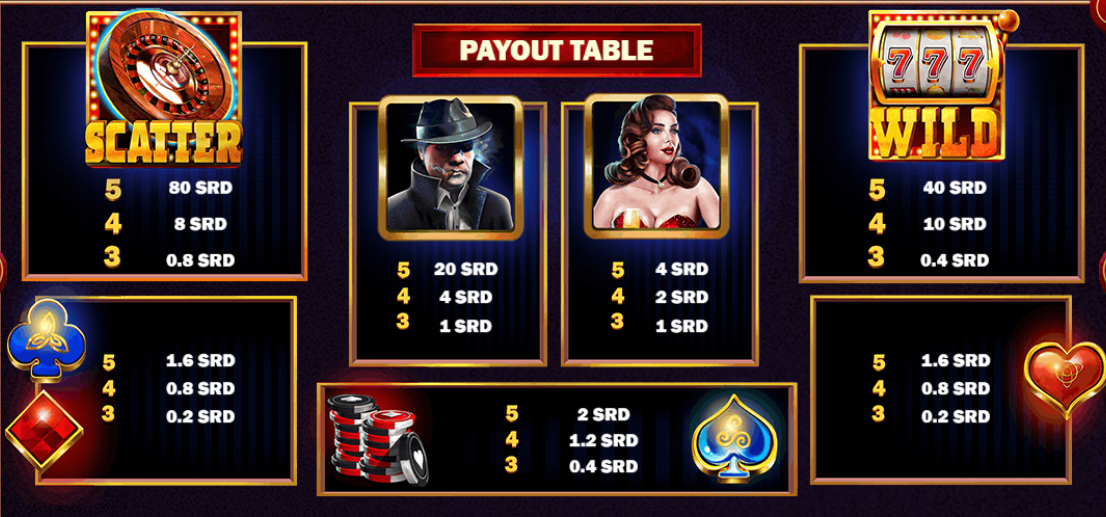 PAYOUT TABLE
SCATTER
5 80 SRD
4 8 SRD
3 0.8 SRD
5 20 SRD
4 4 SRD
3 1 SRD
5 4 SRD
4 2 SRD
3 1 SRD
777
WILD
5 40 SRD
4 10 SRD
3 0.4 SRD
5 1.6 SRD
4 0.8 SRD
3 0.2 SRD
5 2 SRD
4 1.2 SRD
3 0.4 SRD
5 1.6 SRD
4 0.8 SRD
3 0.2 SRD